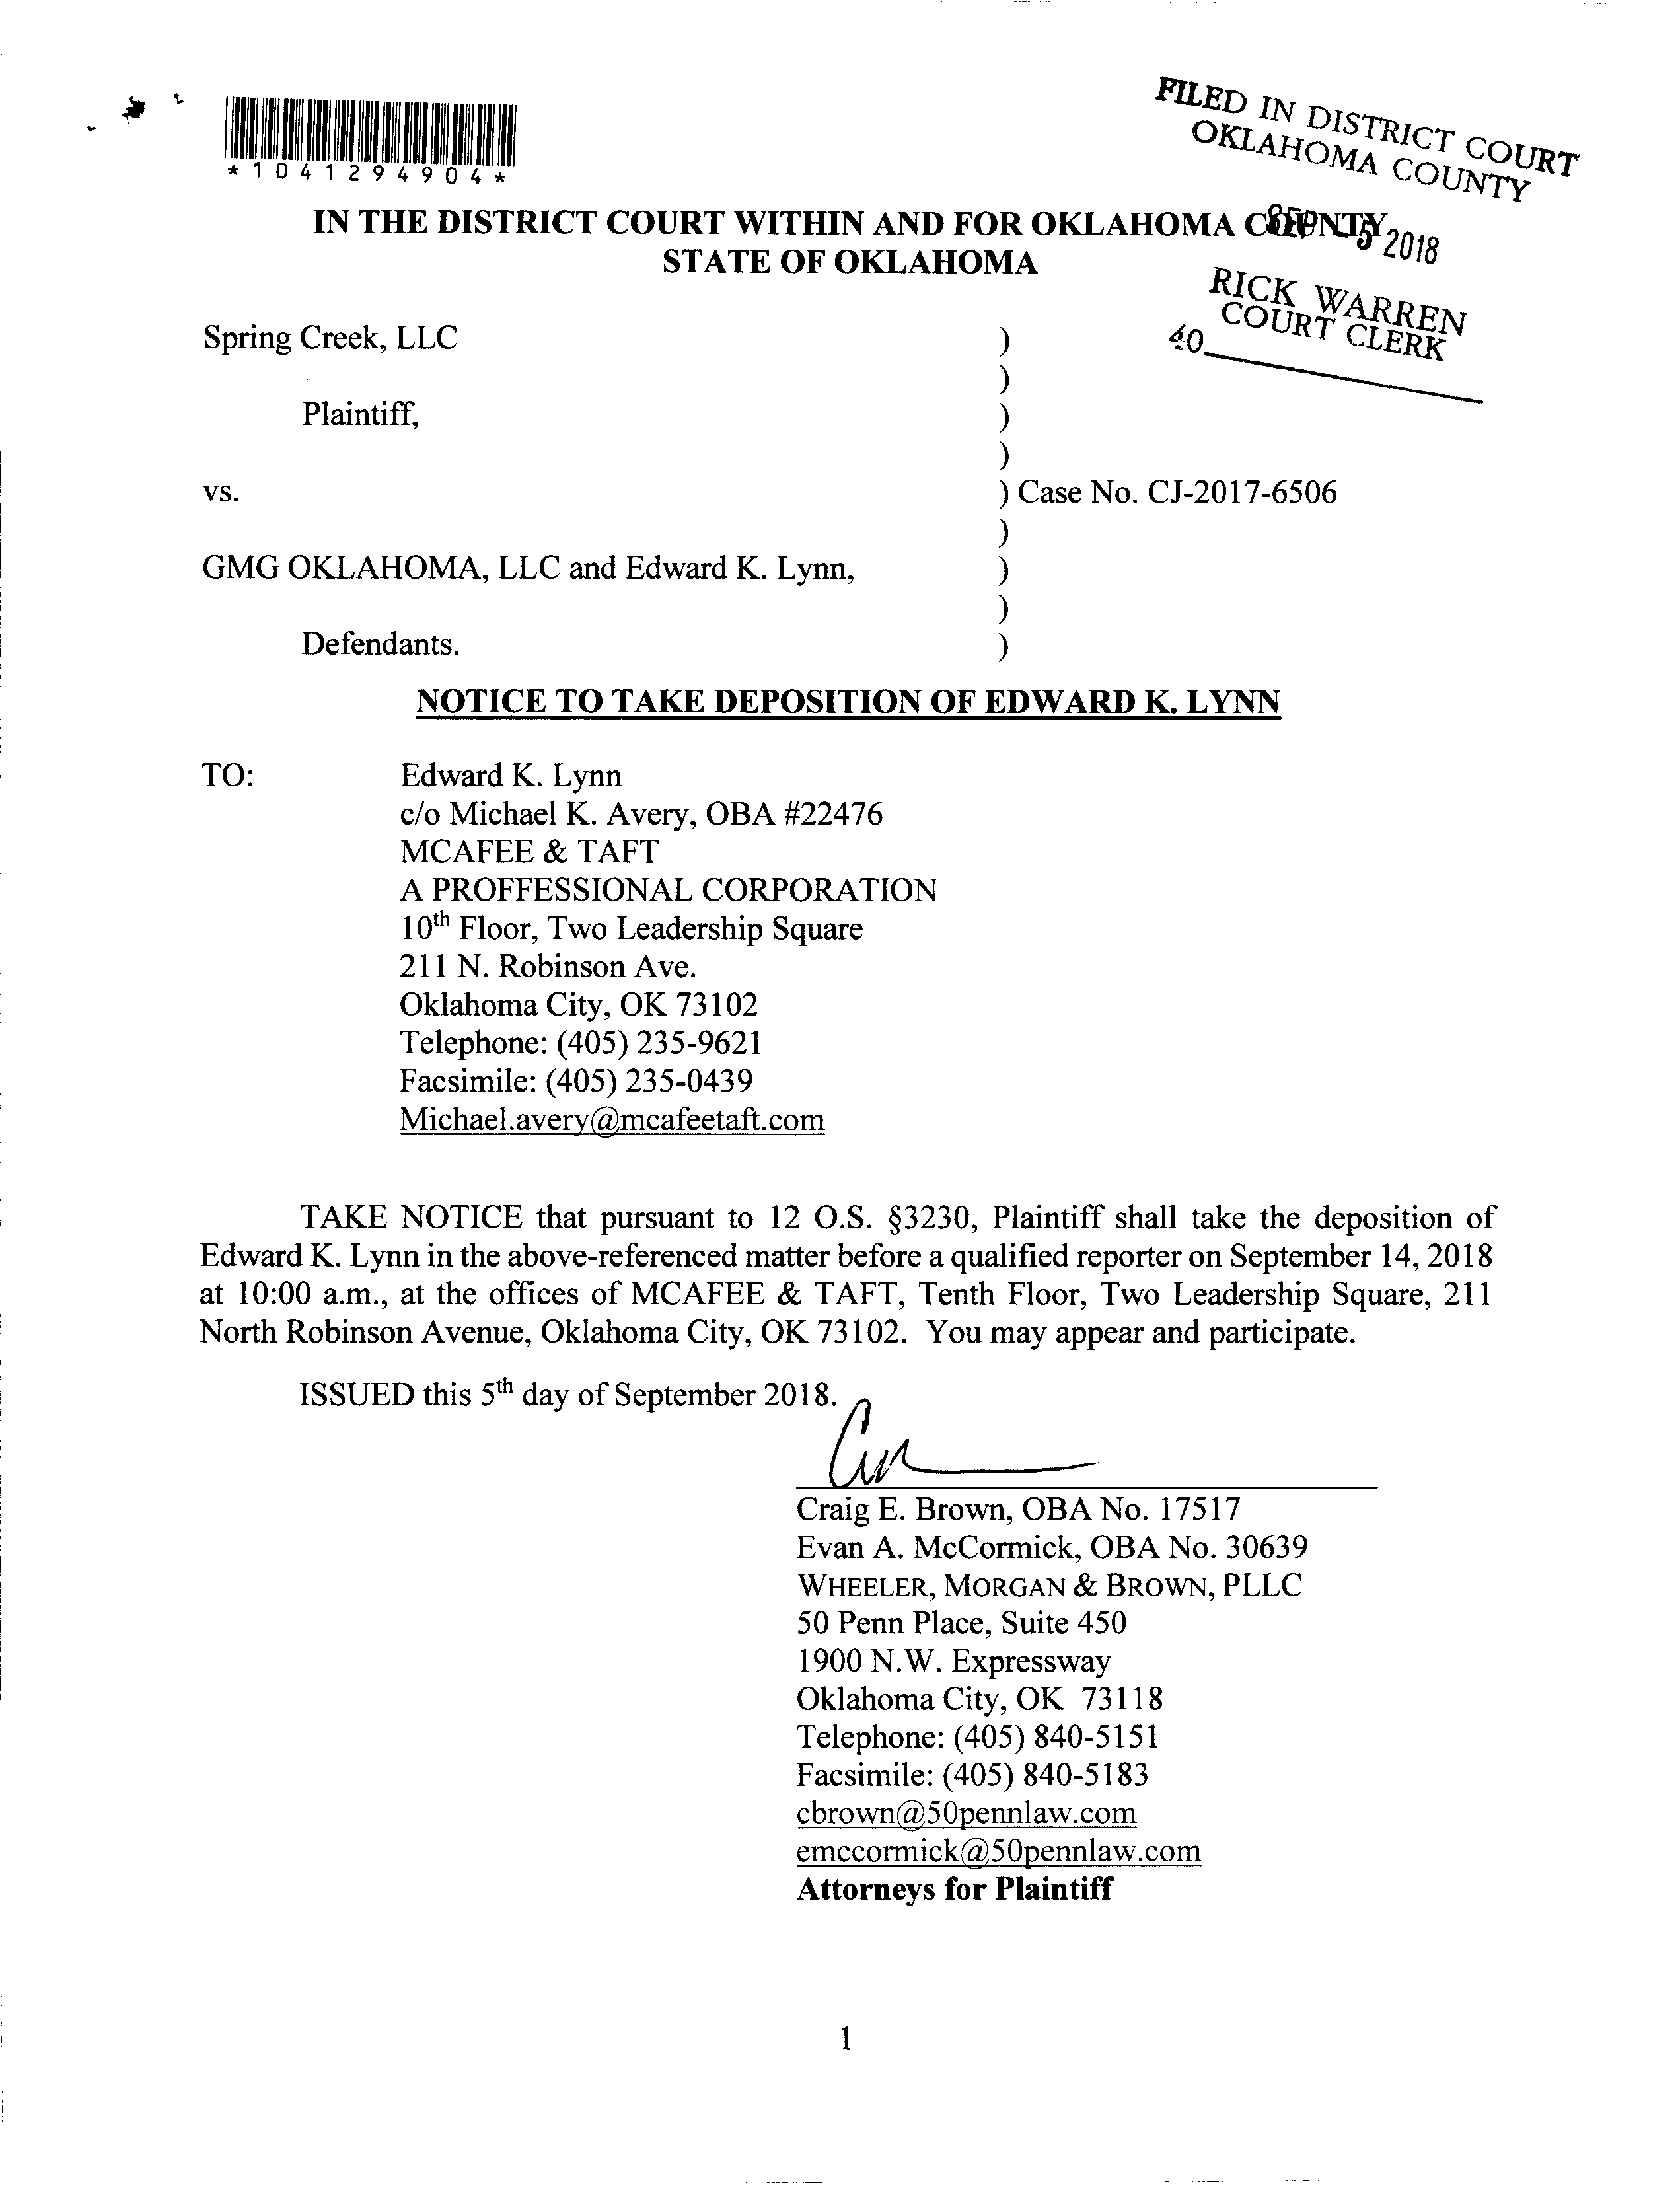 FILED IN DISTRICT COURT
OKLAHOMA COUNTY
*1041294904*
IN THE DISTRICT COURT WITHIN AND FOR OKLAHOMA COUNTY
SEP 5 2018
STATE OF OKLAHOMA
RICK WARREN
COURT CLERK
40
Spring Creek, LLC )
)
Plaintiff, )
)
vs. ) Case No. CJ-2017-6506
)
GMG OKLAHOMA, LLC and Edward K. Lynn, )
)
Defendants. )
NOTICE TO TAKE DEPOSITION OF EDWARD K. LYNN
TO: Edward K. Lynn
c/o Michael K. Avery, OBA #22476
MCAFEE & TAFT
A PROFFESSIONAL CORPORATION
10th Floor, Two Leadership Square
211 N. Robinson Ave.
Oklahoma City, OK 73102
Telephone: (405) 235-9621
Facsimile: (405) 235-0439
Michael.avery@mcafeetaft.com
TAKE NOTICE that pursuant to 12 O.S. §3230, Plaintiff shall take the deposition of
Edward K. Lynn in the above-referenced matter before a qualified reporter on September 14, 2018
at 10:00 a.m., at the offices of MCAFEE & TAFT, Tenth Floor, Two Leadership Square, 211
North Robinson Avenue, Oklahoma City, OK 73102. You may appear and participate.
ISSUED this 5th day of September 2018.
Craig E. Brown, OBA No. 17517
Evan A. McCormick, OBA No. 30639
WHEELER, MORGAN & BROWN, PLLC
50 Penn Place, Suite 450
1900 N.W. Expressway
Oklahoma City, OK 73118
Telephone: (405) 840-5151
Facsimile: (405) 840-5183
cbrown@50pennlaw.com
emccormick@50pennlaw.com
Attorneys for Plaintiff
1